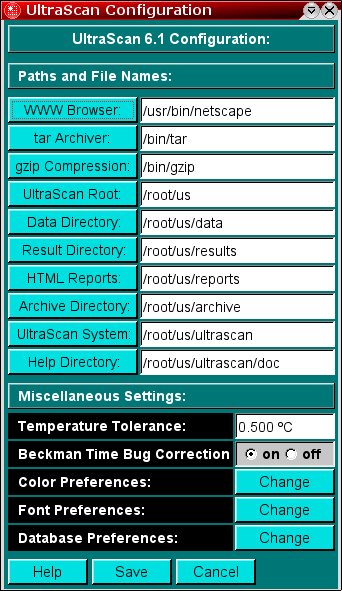 UltraScan Configuration
UltraScan 6.1 Configuration:
Paths and File Names:
WWW Browser: /usr/bin/netscape
tar Archiver: /bin/tar
gzip Compression: /bin/gzip
UltraScan Root: /root/us
Data Directory: /root/us/data
Result Directory: /root/us/results
HTML Reports: /root/us/reports
Archive Directory: /root/us/archive
UltraScan System: /root/us/ultrascan
Help Directory: /root/us/ultrascan/doc
Miscellaneous Settings:
Temperature Tolerance: 0.500 ºC
Beckman Time Bug Correction on off
Color Preferences: Change
Font Preferences: Change
Database Preferences: Change
Help Save Cancel